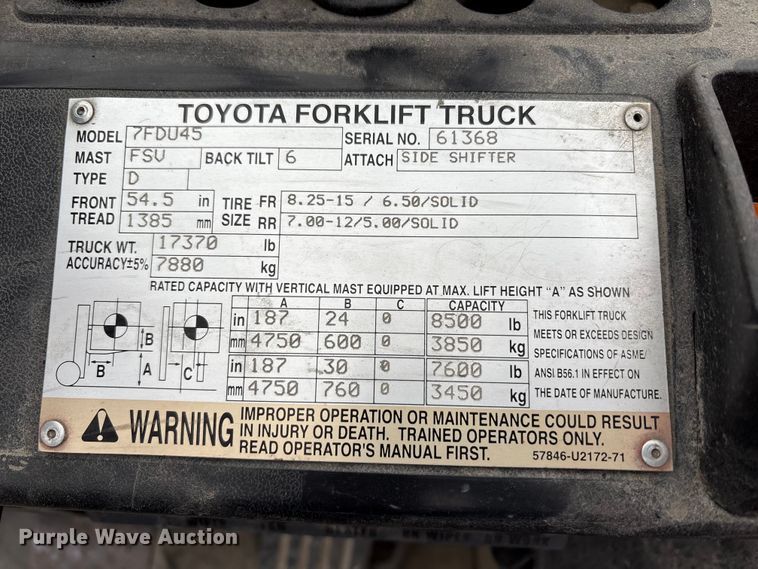 TOYOTA FORKLIFT TRUCK
MODEL 7FDU45 SERIAL NO. 61368
MAST FSV BACK TILT 6 ATTACH SIDE SHIFTER
TYPE D
FRONT TREAD 54.5 in TIRE SIZE FR 8.25-15 / 6.50/SOLID
1385 mm RR 7.00-12/5.00/SOLID
TRUCK WT. 17370 lb
ACCURACY±5% 7880 kg
RATED CAPACITY WITH VERTICAL MAST EQUIPPED AT MAX. LIFT HEIGHT "A" AS SHOWN
A B C CAPACITY
in 187 24 0 8500 lb
mm 4750 600 0 3850 kg
in 187 30 0 7600 lb
mm 4750 760 0 3450 kg
B B A C
THIS FORKLIFT TRUCK
MEETS OR EXCEEDS DESIGN
SPECIFICATIONS OF ASME/
ANSI.B56.1 IN EFFECT ON
THE DATE OF MANUFACTURE.
WARNING
IMPROPER OPERATION OR MAINTENANCE COULD RESULT
IN INJURY OR DEATH. TRAINED OPERATORS ONLY.
READ OPERATOR'S MANUAL FIRST. 57846-U2172-71
Purple Wave Auction